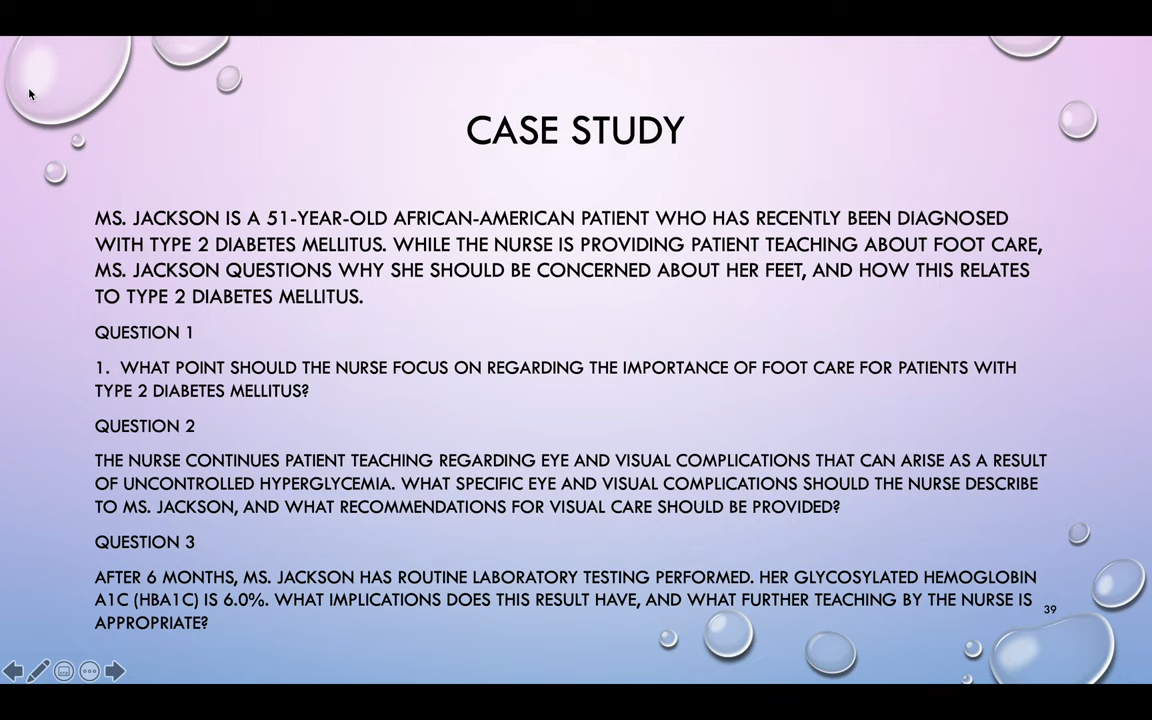 CASE STUDY
MS. JACKSON IS A 51-YEAR-OLD AFRICAN-AMERICAN PATIENT WHO HAS RECENTLY BEEN DIAGNOSED
WITH TYPE 2 DIABETES MELLITUS. WHILE THE NURSE IS PROVIDING PATIENT TEACHING ABOUT FOOT CARE,
MS. JACKSON QUESTIONS WHY SHE SHOULD BE CONCERNED ABOUT HER FEET, AND HOW THIS RELATES
TO TYPE 2 DIABETES MELLITUS.
QUESTION 1
1. WHAT POINT SHOULD THE NURSE FOCUS ON REGARDING THE IMPORTANCE OF FOOT CARE FOR PATIENTS WITH
TYPE 2 DIABETES MELLITUS?
QUESTION 2
THE NURSE CONTINUES PATIENT TEACHING REGARDING EYE AND VISUAL COMPLICATIONS THAT CAN ARISE AS A RESULT
OF UNCONTROLLED HYPERGLYCEMIA. WHAT SPECIFIC EYE AND VISUAL COMPLICATIONS SHOULD THE NURSE DESCRIBE
TO MS. JACKSON, AND WHAT RECOMMENDATIONS FOR VISUAL CARE SHOULD BE PROVIDED?
QUESTION 3
AFTER 6 MONTHS, MS. JACKSON HAS ROUTINE LABORATORY TESTING PERFORMED. HER GLYCOSYLATED HEMOGLOBIN
A1C (HBA1C) IS 6.0%. WHAT IMPLICATIONS DOES THIS RESULT HAVE, AND WHAT FURTHER TEACHING BY THE NURSE IS
APPROPRIATE?
39